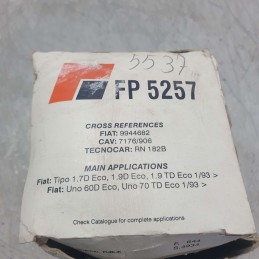 5537
FP 5257
CROSS REFERENCES
FIAT: 9944682
CAV: 7176/906
TECNOCAR: RN 182B
MAIN APPLICATIONS
Fiat: Tipo 1.7D Eco, 1.9D Eco, 1.9 TD Eco 1/93 >
Fiat: Uno 60D Eco, Uno 70 TD Eco 1/93 >
Check Catalogue for complete applications